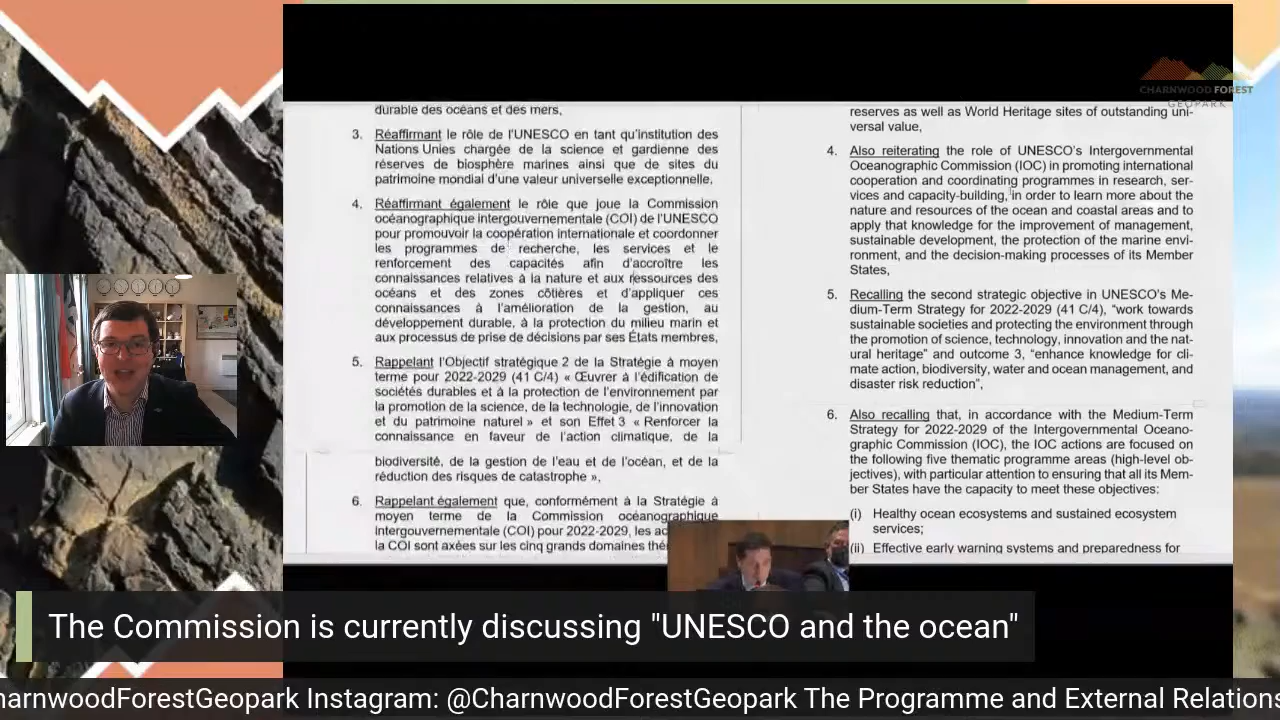 durable des océans et des mers,
3. Réaffirmant le rôle de l'UNESCO en tant qu'institution des
Nations Unies chargée de la science et gardienne des
réserves de biosphère marines ainsi que de sites du
patrimoine mondial d'une valeur universelle exceptionnelle,
4. Réaffirmant également le rôle que joue la Commission
océanographique intergouvernementale (COI) de l'UNESCO
pour promouvoir la coopération internationale et coordonner
les programmes de recherche, les services et le
renforcement des capacités afin d'accroître les
connaissances relatives à la nature et aux ressources des
océans et des zones côtières et d'appliquer ces
connaissances à l'amélioration de la gestion, au
développement durable, à la protection du milieu marin et
aux processus de prise de décisions par ses États membres,
5. Rappelant l'Objectif stratégique 2 de la Stratégie à moyen
terme pour 2022-2029 (41 C/4) « Œuvrer à l'édification de
sociétés durables et à la protection de l'environnement par
la promotion de la science, de la technologie, de l'innovation
et du patrimoine naturel » et son Effet 3 « Renforcer la
connaissance en faveur de l'action climatique, de la
biodiversité, de la gestion de l'eau et de l'océan, et de la
réduction des risques de catastrophe »,
6. Rappelant également que, conformément à la Stratégie à
moyen terme de la Commission océanographique
intergouvernementale (COI) pour 2022-2029, les
la COI sont axées sur les cinq grands domaines
reserves as well as World Heritage sites of outstanding uni-
versal value,
4. Also reiterating the role of UNESCO's Intergovernmental
Oceanographic Commission (IOC) in promoting international
cooperation and coordinating programmes in research, ser-
vices and capacity-building, in order to learn more about the
nature and resources of the ocean and coastal areas and to
apply that knowledge for the improvement of management,
sustainable development, the protection of the marine envi-
ronment, and the decision-making processes of its Member
States,
5. Recalling the second strategic objective in UNESCO's Me-
dium-Term Strategy for 2022-2029 (41 C/4), "work towards
sustainable societies and protecting the environment through
the promotion of science, technology, innovation and the nat-
ural heritage" and outcome 3, "enhance knowledge for cli-
mate action, biodiversity, water and ocean management, and
disaster risk reduction",
6. Also recalling that, in accordance with the Medium-Term
Strategy for 2022-2029 of the Intergovernmental Oceano-
graphic Commission (IOC), the IOC actions are focused on
the following five thematic programme areas (high-level ob-
jectives), with particular attention to ensuring that all its Mem-
ber States have the capacity to meet these objectives:
(i) Healthy ocean ecosystems and sustained ecosystem
services;
(ii) Effective early warning systems and preparedness for
CHARNWOOD FOREST
GEOPARK
The Commission is currently discussing "UNESCO and the ocean"
harnwoodForestGeopark Instagram: @CharnwoodForestGeopark The Programme and External Relations